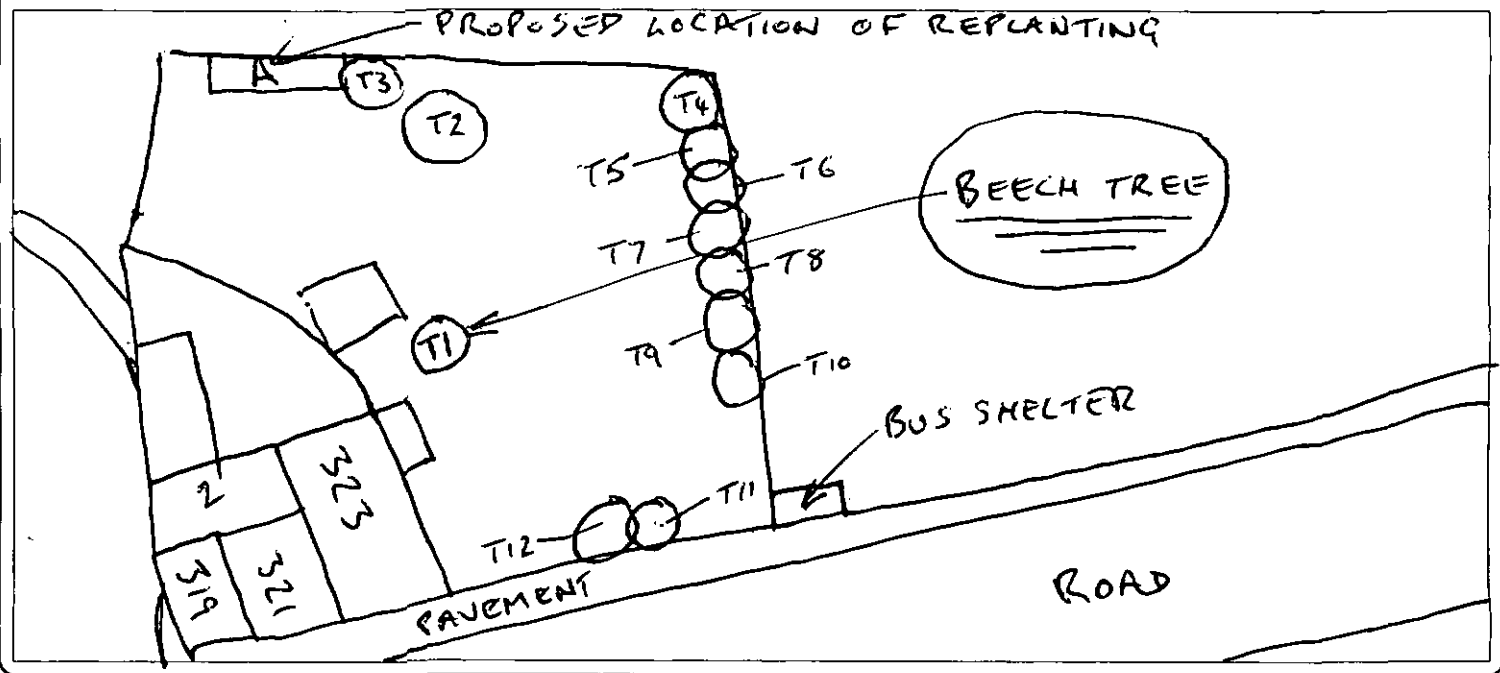 PROPOSED LOCATION OF REPLANTING
A
T3
T2
T4
T5
T6
BEECH TREE
T7
T8
T1
T9
T10
BUS SHELTER
2
323
T11
T12
319
321
PAVEMENT
ROAD